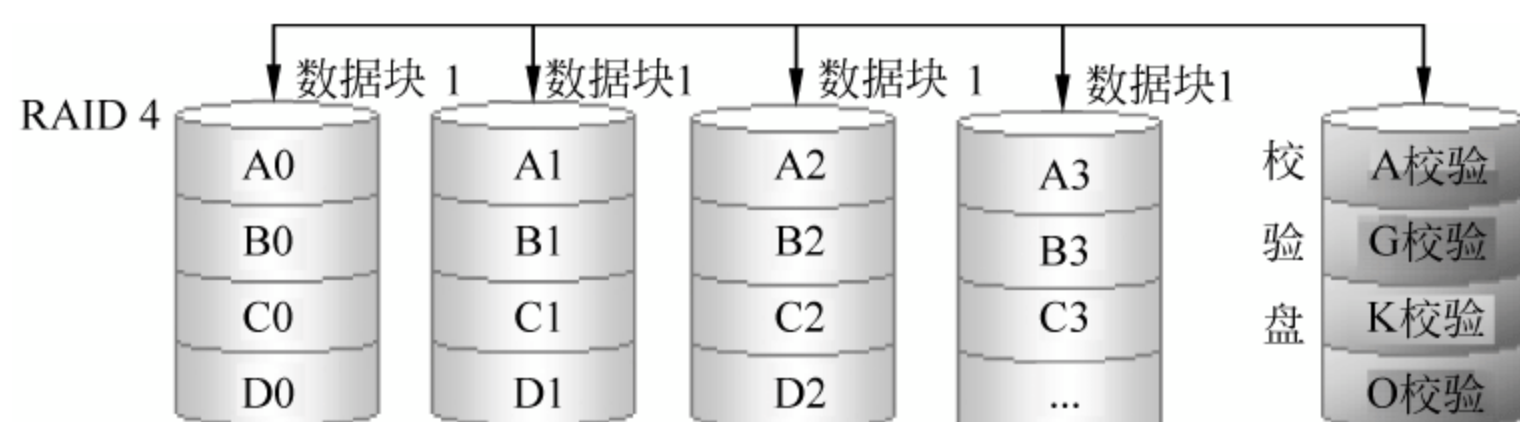 数据块 1 数据块1 数据块 1 数据块1
RAID 4
A0 A1 A2 A3 A校验
B0 B1 B2 B3 G校验
C0 C1 C2 C3 K校验
D0 D1 D2 ... O校验
校
验
盘